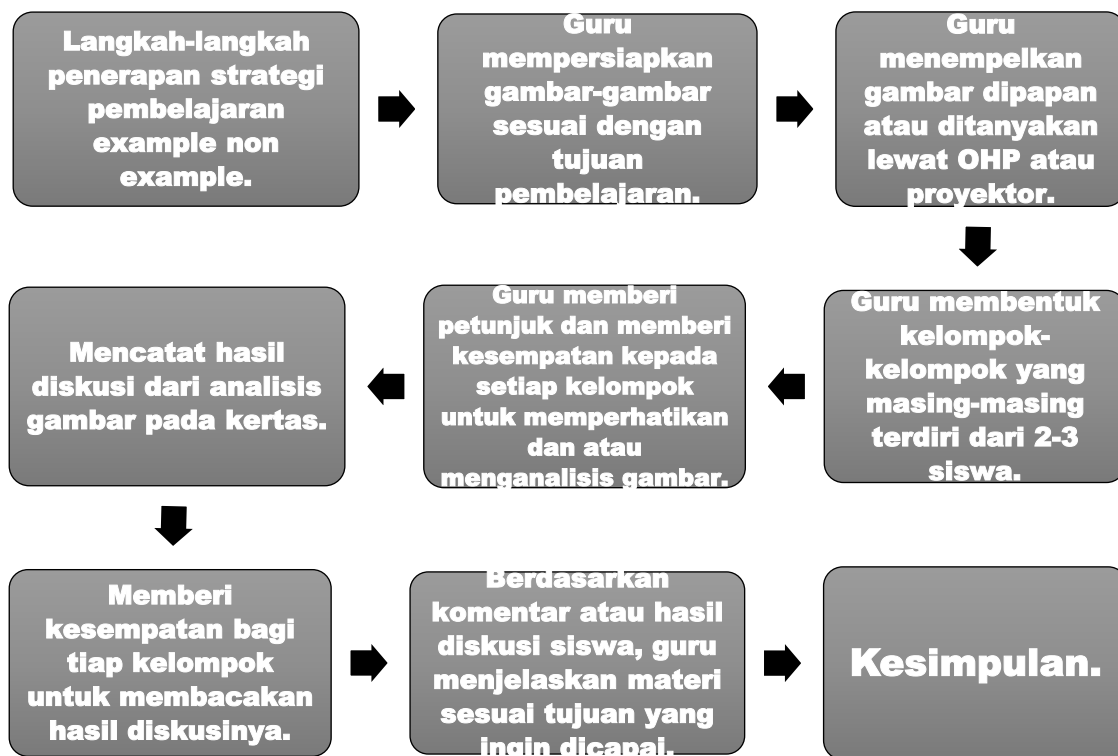 Langkah-langkah
penerapan strategi
pembelajaran
example non
example.
Guru
mempersiapkan
gambar-gambar
sesuai dengan
tujuan
pembelajaran.
Guru
menempelkan
gambar dipapan
atau ditanyakan
lewat OHP atau
proyektor.
Guru membentuk
kelompok-
kelompok yang
masing-masing
terdiri dari 2-3
siswa.
Guru memberi
petunjuk dan memberi
kesempatan kepada
setiap kelompok
untuk memperhatikan
dan atau
menganalisis gambar.
Mencatat hasil
diskusi dari analisis
gambar pada kertas.
Memberi
kesempatan bagi
tiap kelompok
untuk membacakan
hasil diskusinya.
Berdasarkan
komentar atau hasil
diskusi siswa, guru
menjelaskan materi
sesuai tujuan yang
ingin dicapai.
Kesimpulan.